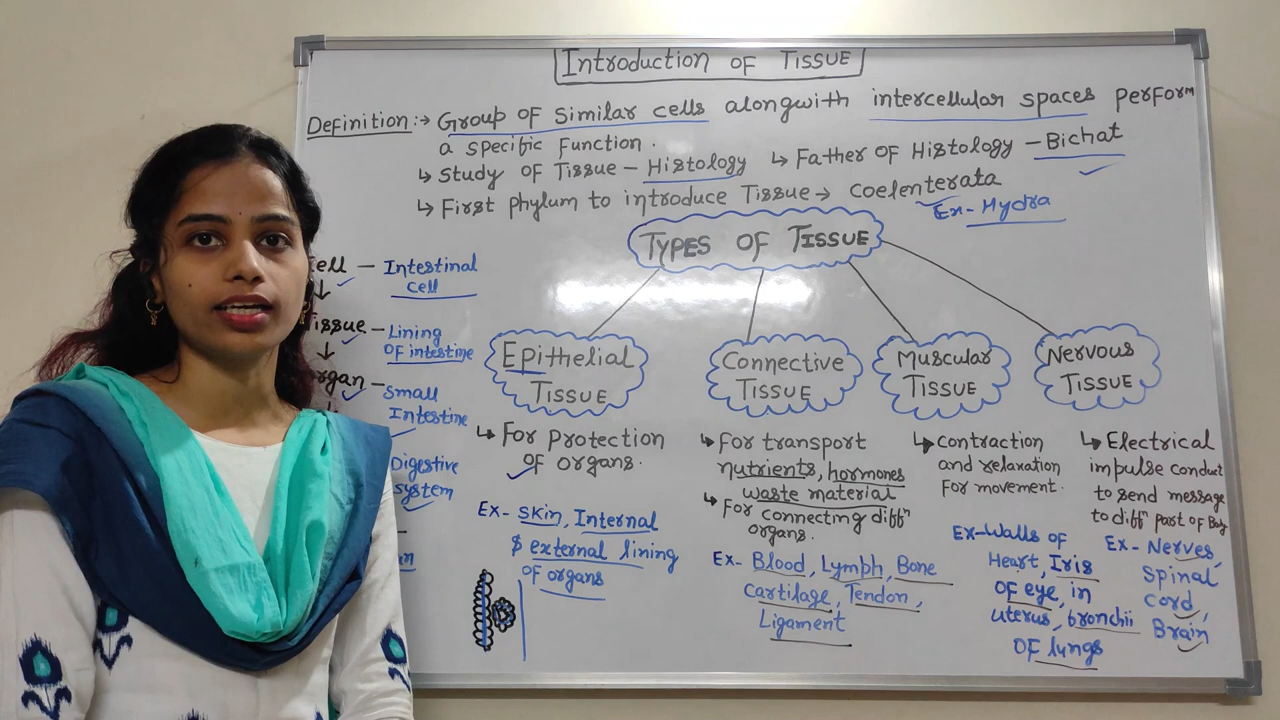 Introduction OF TISSUE
Definition :→ Group of Similar cells alongwith intercellular spaces perform
a specific Function.
↳ Study of Tissue – Histology ↳ Father of Histology – Bichat
↳ First phylum to introduce Tissue → Coelenterata
Ex- Hydra
TYPES OF TISSUE
cell – Intestinal
cell
↓
Tissue – Lining
OF intestine
↓
organ – Small
Intestine
↓
Digestive
system
Epithelial
TISSUE
↳ For protection
of organs.
Ex- skin, Internal
& external lining
of organs
Connective
TISSUE
↳ For transport
nutrients, hormones
waste material
↳ For connecting diffⁿ
organs.
Ex- Blood, Lymph, Bone
Cartilage, Tendon,
Ligament
Muscular
TISSUE
↳ contraction
and relaxation
For movement.
Ex-Walls of
Heart, Iris
of eye, in
uterus, bronchii
OF lungs
Nervous
TISSUE
↳ Electrical
impulse conduct
to send message
to diffⁿ part of Body
Ex- Nerves,
Spinal
cord,
Brain